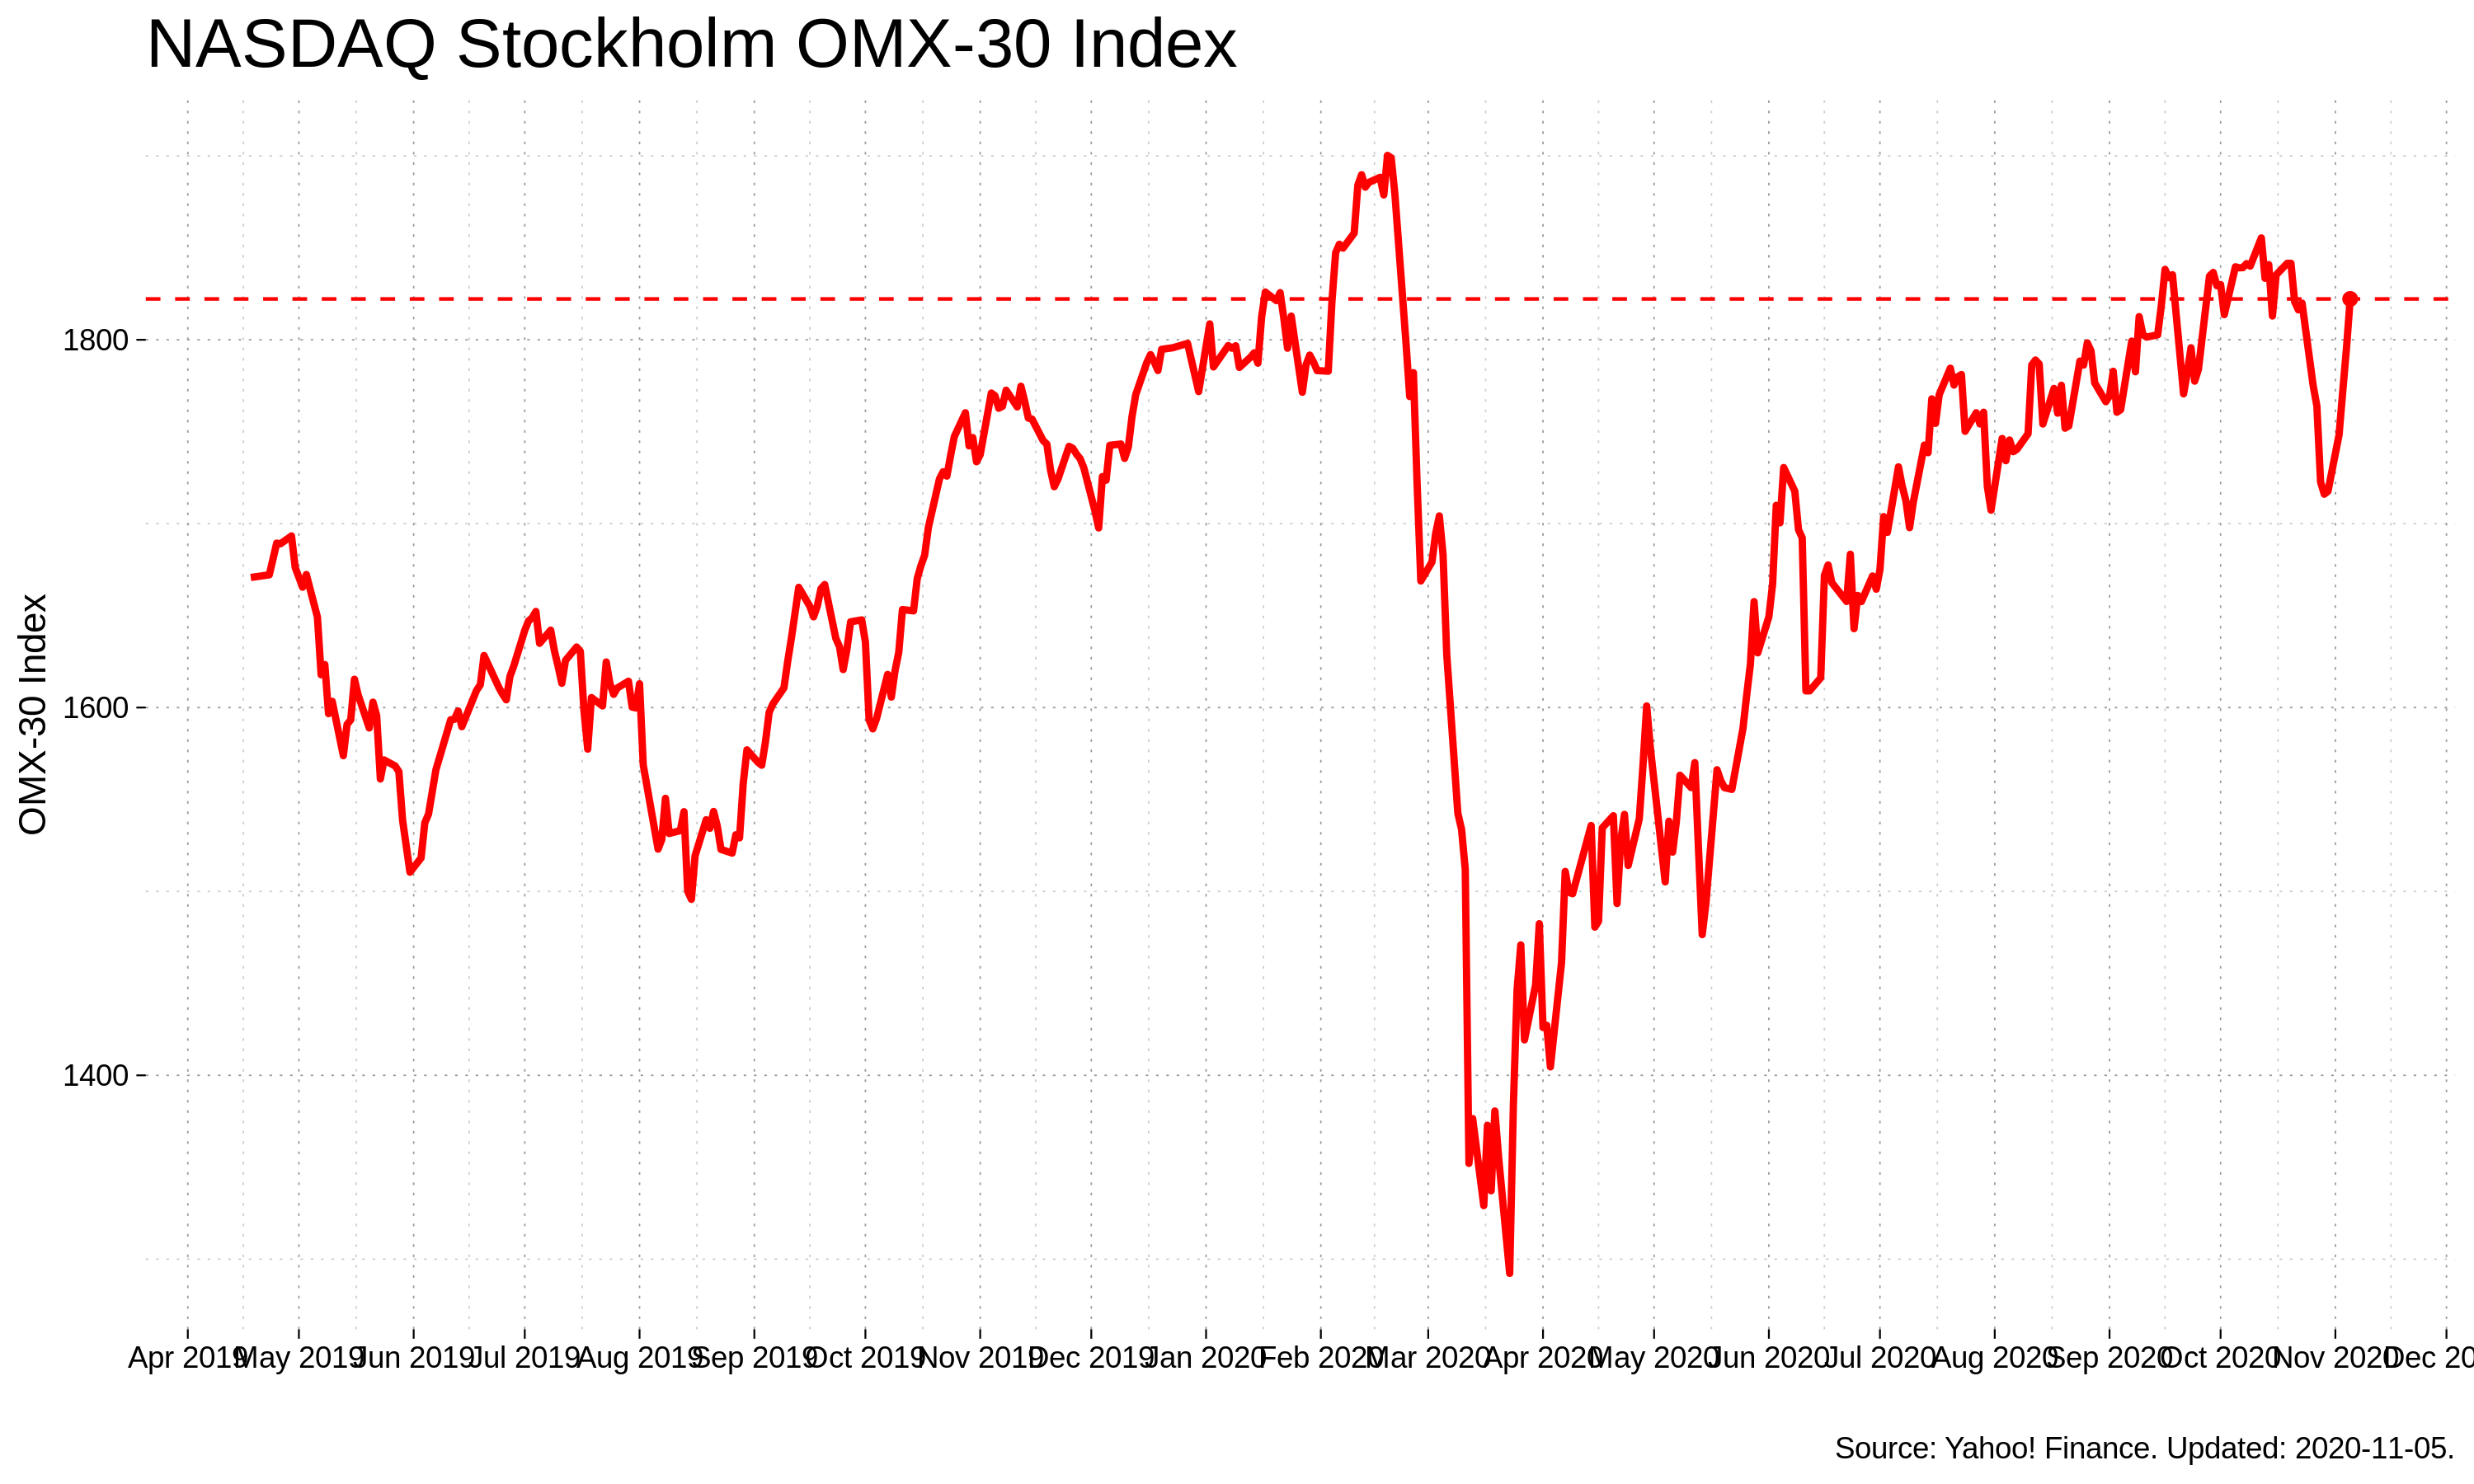 NASDAQ Stockholm OMX-30 Index
OMX-30 Index
1800
1600
1400
Apr 2019 May 2019 Jun 2019 Jul 2019 Aug 2019 Sep 2019 Oct 2019 Nov 2019 Dec 2019 Jan 2020 Feb 2020 Mar 2020 Apr 2020 May 2020 Jun 2020 Jul 2020 Aug 2020 Sep 2020 Oct 2020 Nov 2020 Dec 20
Source: Yahoo! Finance. Updated: 2020-11-05.